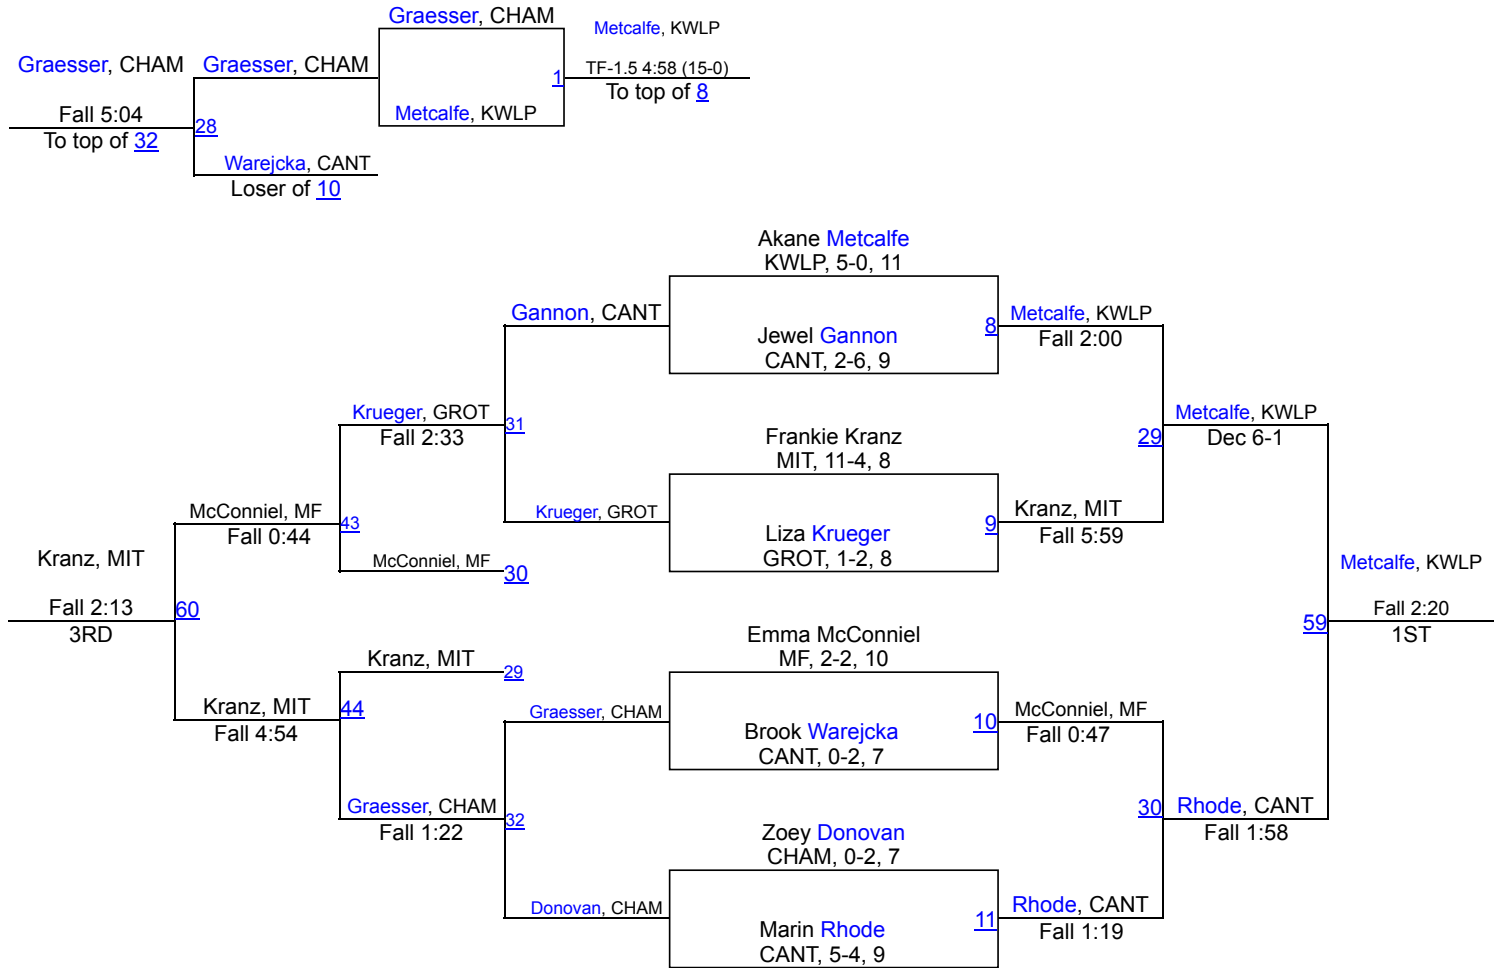 Graesser, CHAM
Metcalfe, KWLP
Graesser, CHAM
Graesser, CHAM
1
TF-1.5 4:58 (15-0)
To top of 8
Fall 5:04
Metcalfe, KWLP
28
To top of 32
Warejcka, CANT
Loser of 10
Akane Metcalfe
KWLP, 5-0, 11
Gannon, CANT
8
Metcalfe, KWLP
Jewel Gannon
Fall 2:00
CANT, 2-6, 9
Krueger, GROT
31
Metcalfe, KWLP
Fall 2:33
Frankie Kranz
29
Dec 6-1
MIT, 11-4, 8
McConniel, MF
43
Krueger, GROT
9
Kranz, MIT
Fall 0:44
Liza Krueger
Fall 5:59
GROT, 1-2, 8
Kranz, MIT
McConniel, MF
30
Metcalfe, KWLP
Fall 2:13
60
59
Fall 2:20
3RD
1ST
Emma McConniel
MF, 2-2, 10
Kranz, MIT
29
Kranz, MIT
44
Graesser, CHAM
10
McConniel, MF
Fall 4:54
Brook Warejcka
Fall 0:47
CANT, 0-2, 7
Graesser, CHAM
32
30
Rhode, CANT
Fall 1:22
Zoey Donovan
Fall 1:58
CHAM, 0-2, 7
Donovan, CHAM
11
Rhode, CANT
Marin Rhode
Fall 1:19
CANT, 5-4, 9